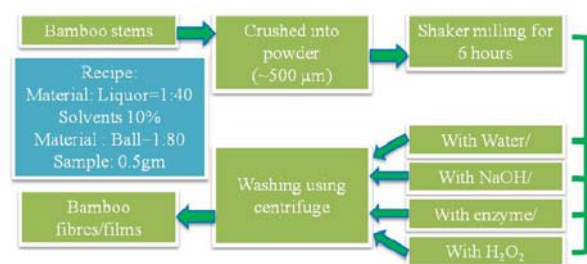 Bamboo stems
Crushed into
powder
(~500 µm)
Shaker milling for
6 hours
Recipe:
Material: Liquor=1:40
Solvents 10%
Material : Ball=1:80
Sample: 0.5gm
With Water/
With NaOH/
With enzyme/
With H₂O₂
Washing using
centrifuge
Bamboo
fibres/films